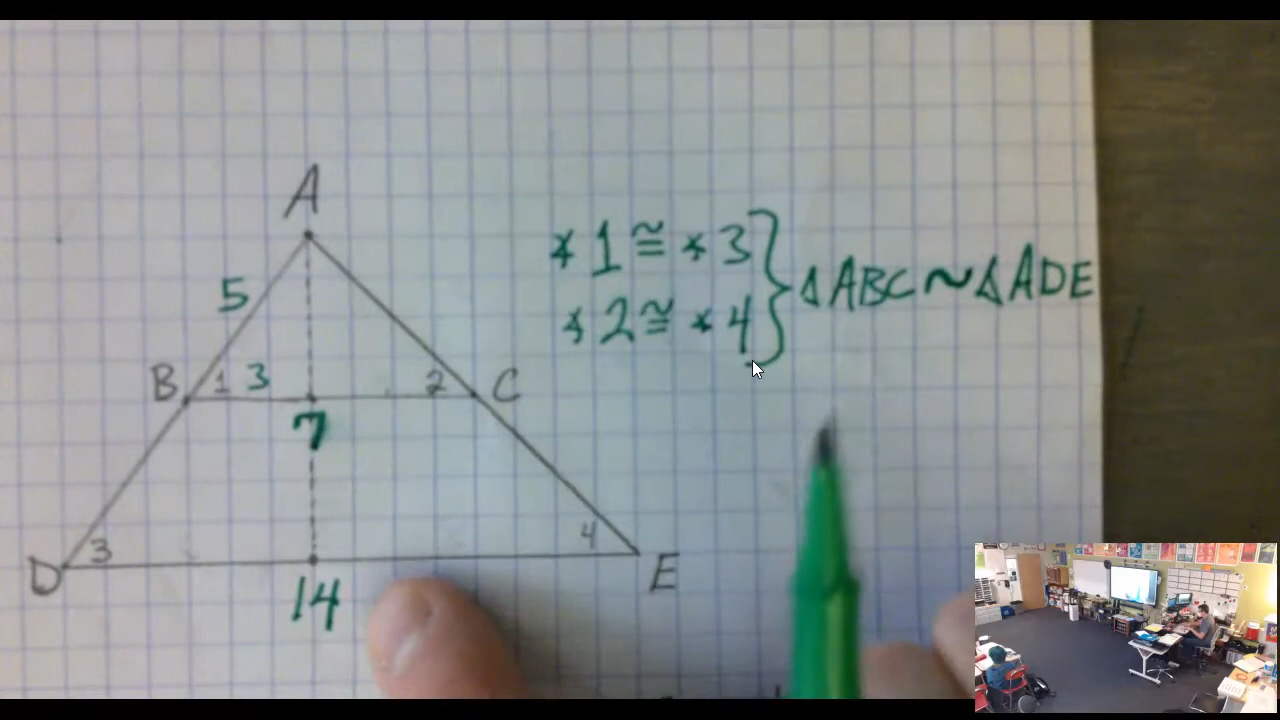 A
∡ 1 ≅ ∡ 3
∡ 2 ≅ ∡ 4
} △ABC ~ △ADE
5
B 1 3 2 C
7
D 3 4 E
14